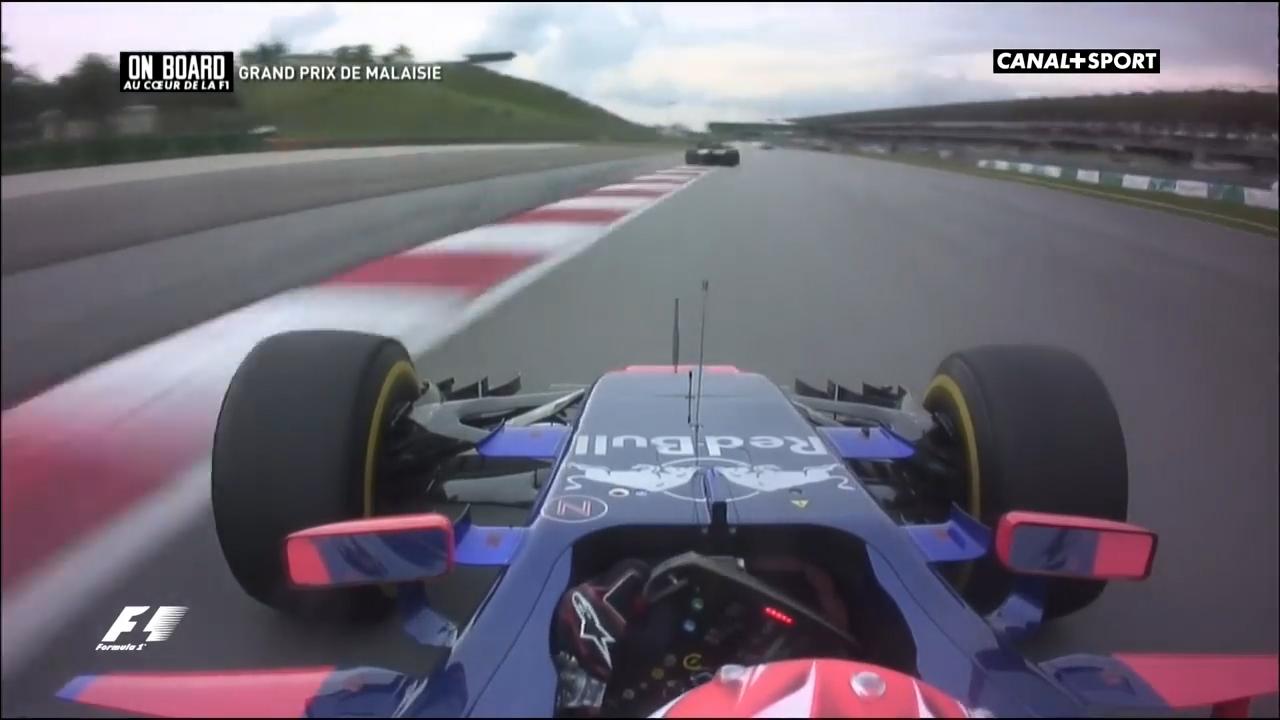 ON BOARD
AU CŒUR DE LA F1
GRAND PRIX DE MALAISIE
CANAL+SPORT
Red Bull
F1
Formula 1